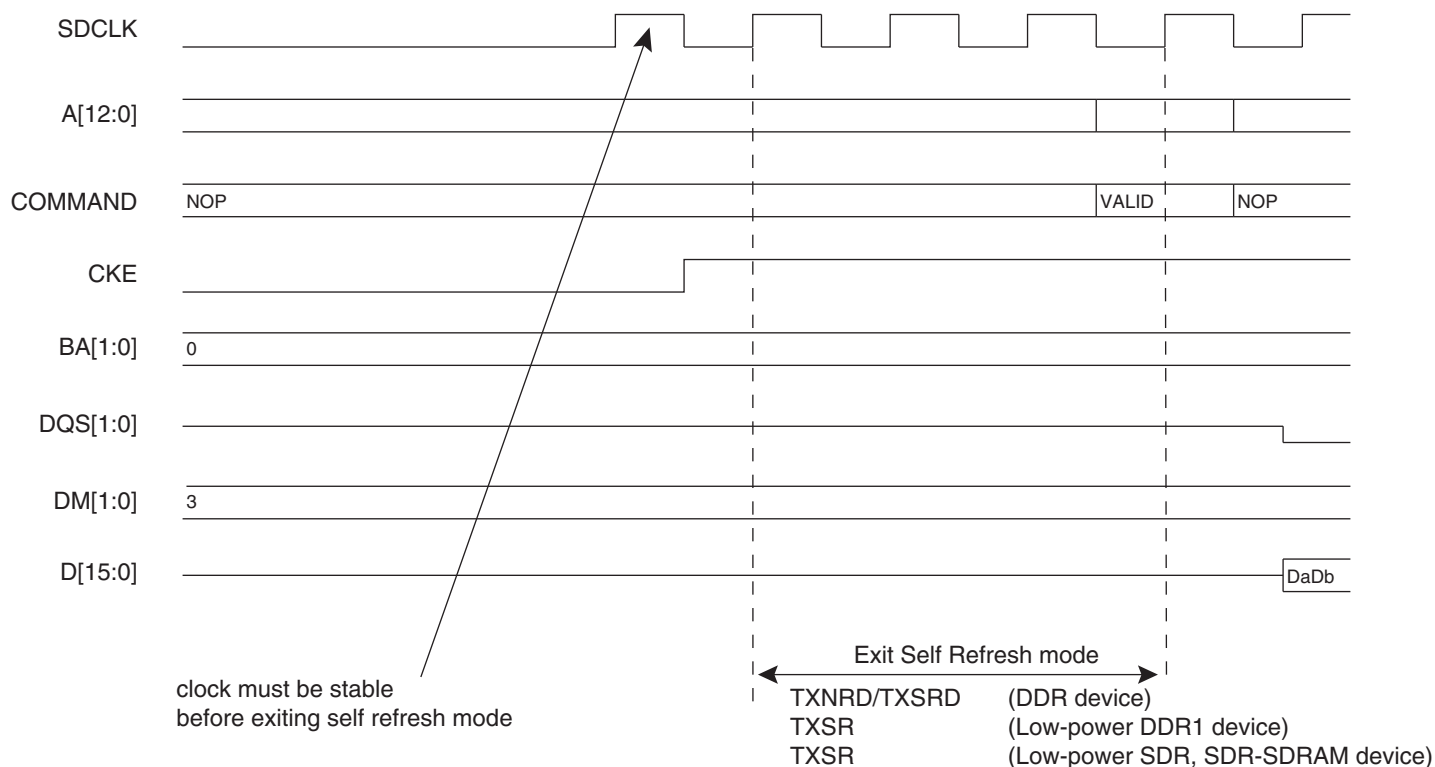 SDCLK
A[12:0]
COMMAND NOP VALID NOP
CKE
BA[1:0] 0
DQS[1:0]
DM[1:0] 3
D[15:0] DaDb
Exit Self Refresh mode
clock must be stable
before exiting self refresh mode
TXNRD/TXSRD (DDR device)
TXSR (Low-power DDR1 device)
TXSR (Low-power SDR, SDR-SDRAM device)